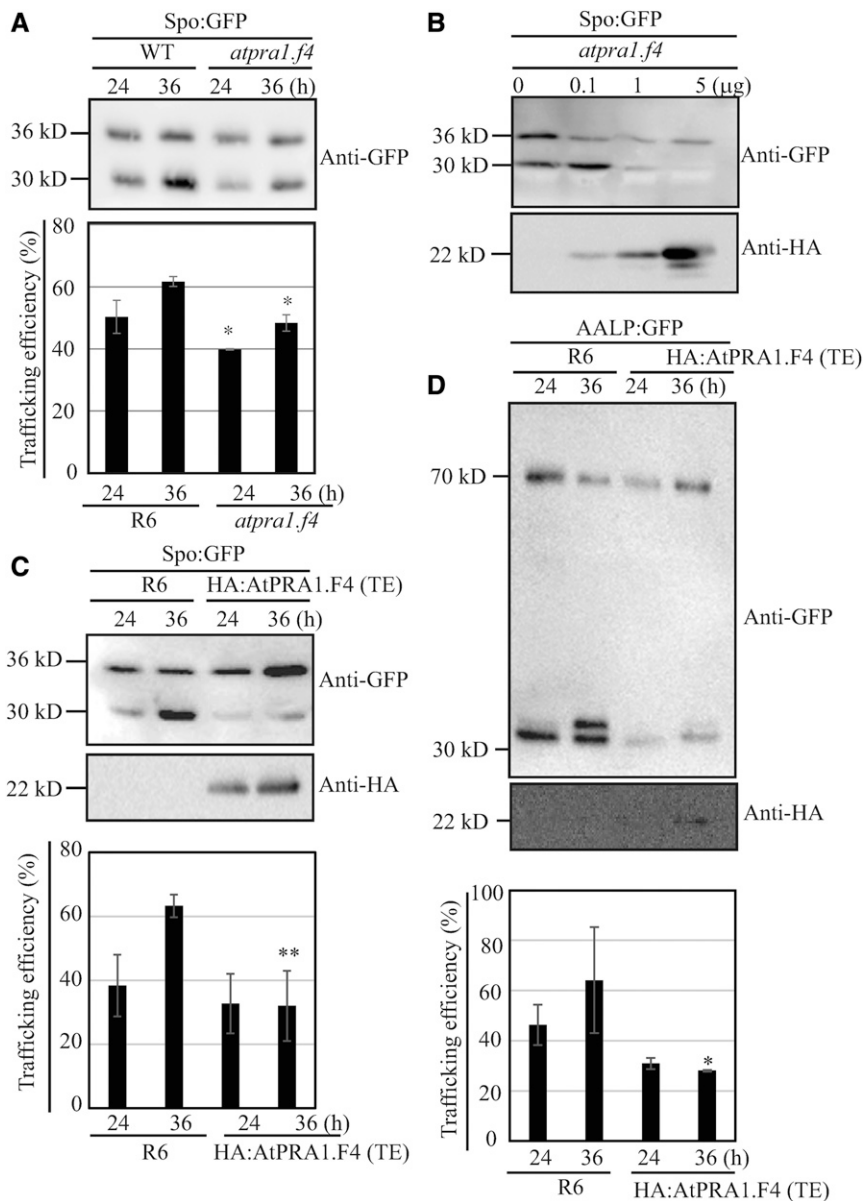 A
Spo:GFP
WT atpra1.f4
24 36 24 36 (h)
36 kD
30 kD
Anti-GFP
Trafficking efficiency (%)
80
60
40
20
0
24 36 24 36 (h)
R6 atpra1.f4
B
Spo:GFP
atpra1.f4
0 0.1 1 5 (μg)
36 kD
30 kD
Anti-GFP
22 kD
Anti-HA
C
Spo:GFP
R6 HA:AtPRA1.F4 (TE)
24 36 24 36 (h)
36 kD
30 kD
Anti-GFP
22 kD
Anti-HA
Trafficking efficiency (%)
80
60
40
20
0
**
24 36 24 36 (h)
R6 HA:AtPRA1.F4 (TE)
D
AALP:GFP
R6 HA:AtPRA1.F4 (TE)
24 36 24 36 (h)
70 kD
30 kD
Anti-GFP
22 kD
Anti-HA
Trafficking efficiency (%)
100
80
60
40
20
0
*
24 36 24 36 (h)
R6 HA:AtPRA1.F4 (TE)